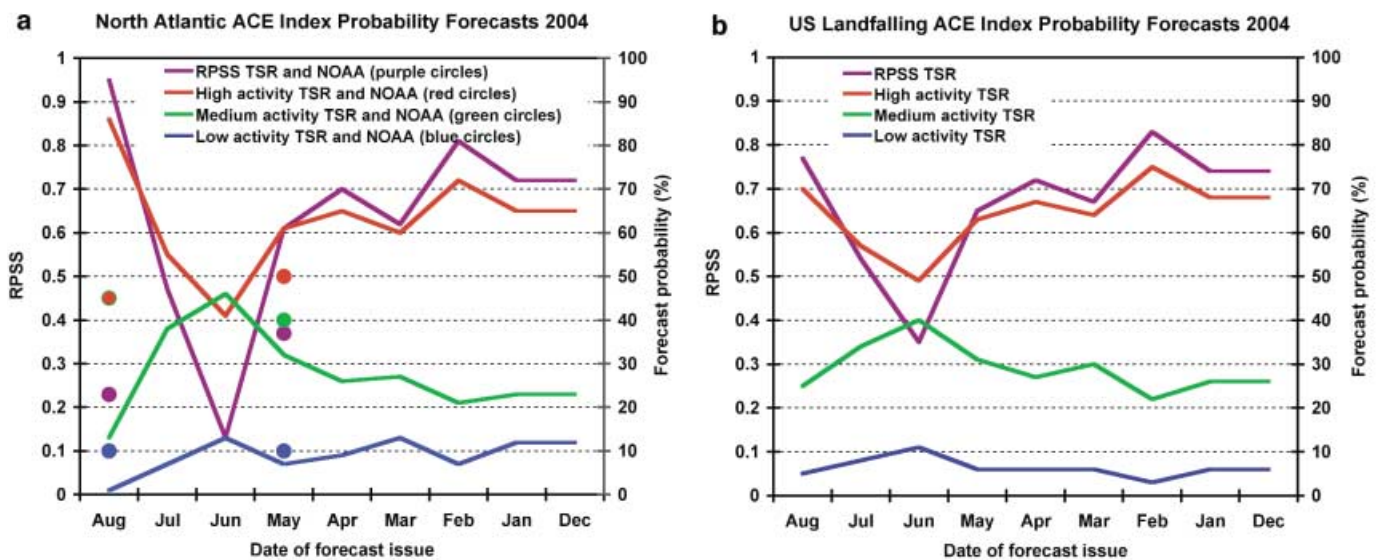 a
North Atlantic ACE Index Probability Forecasts 2004
RPSS TSR and NOAA (purple circles)
High activity TSR and NOAA (red circles)
Medium activity TSR and NOAA (green circles)
Low activity TSR and NOAA (blue circles)
RPSS
1
0.9
0.8
0.7
0.6
0.5
0.4
0.3
0.2
0.1
0
100
90
80
70
60
50
40
30
20
10
0
Forecast probability (%)
Aug Jul Jun May Apr Mar Feb Jan Dec
Date of forecast issue
b
US Landfalling ACE Index Probability Forecasts 2004
RPSS TSR
High activity TSR
Medium activity TSR
Low activity TSR
RPSS
1
0.9
0.8
0.7
0.6
0.5
0.4
0.3
0.2
0.1
0
100
90
80
70
60
50
40
30
20
10
0
Forecast probability (%)
Aug Jul Jun May Apr Mar Feb Jan Dec
Date of forecast issue